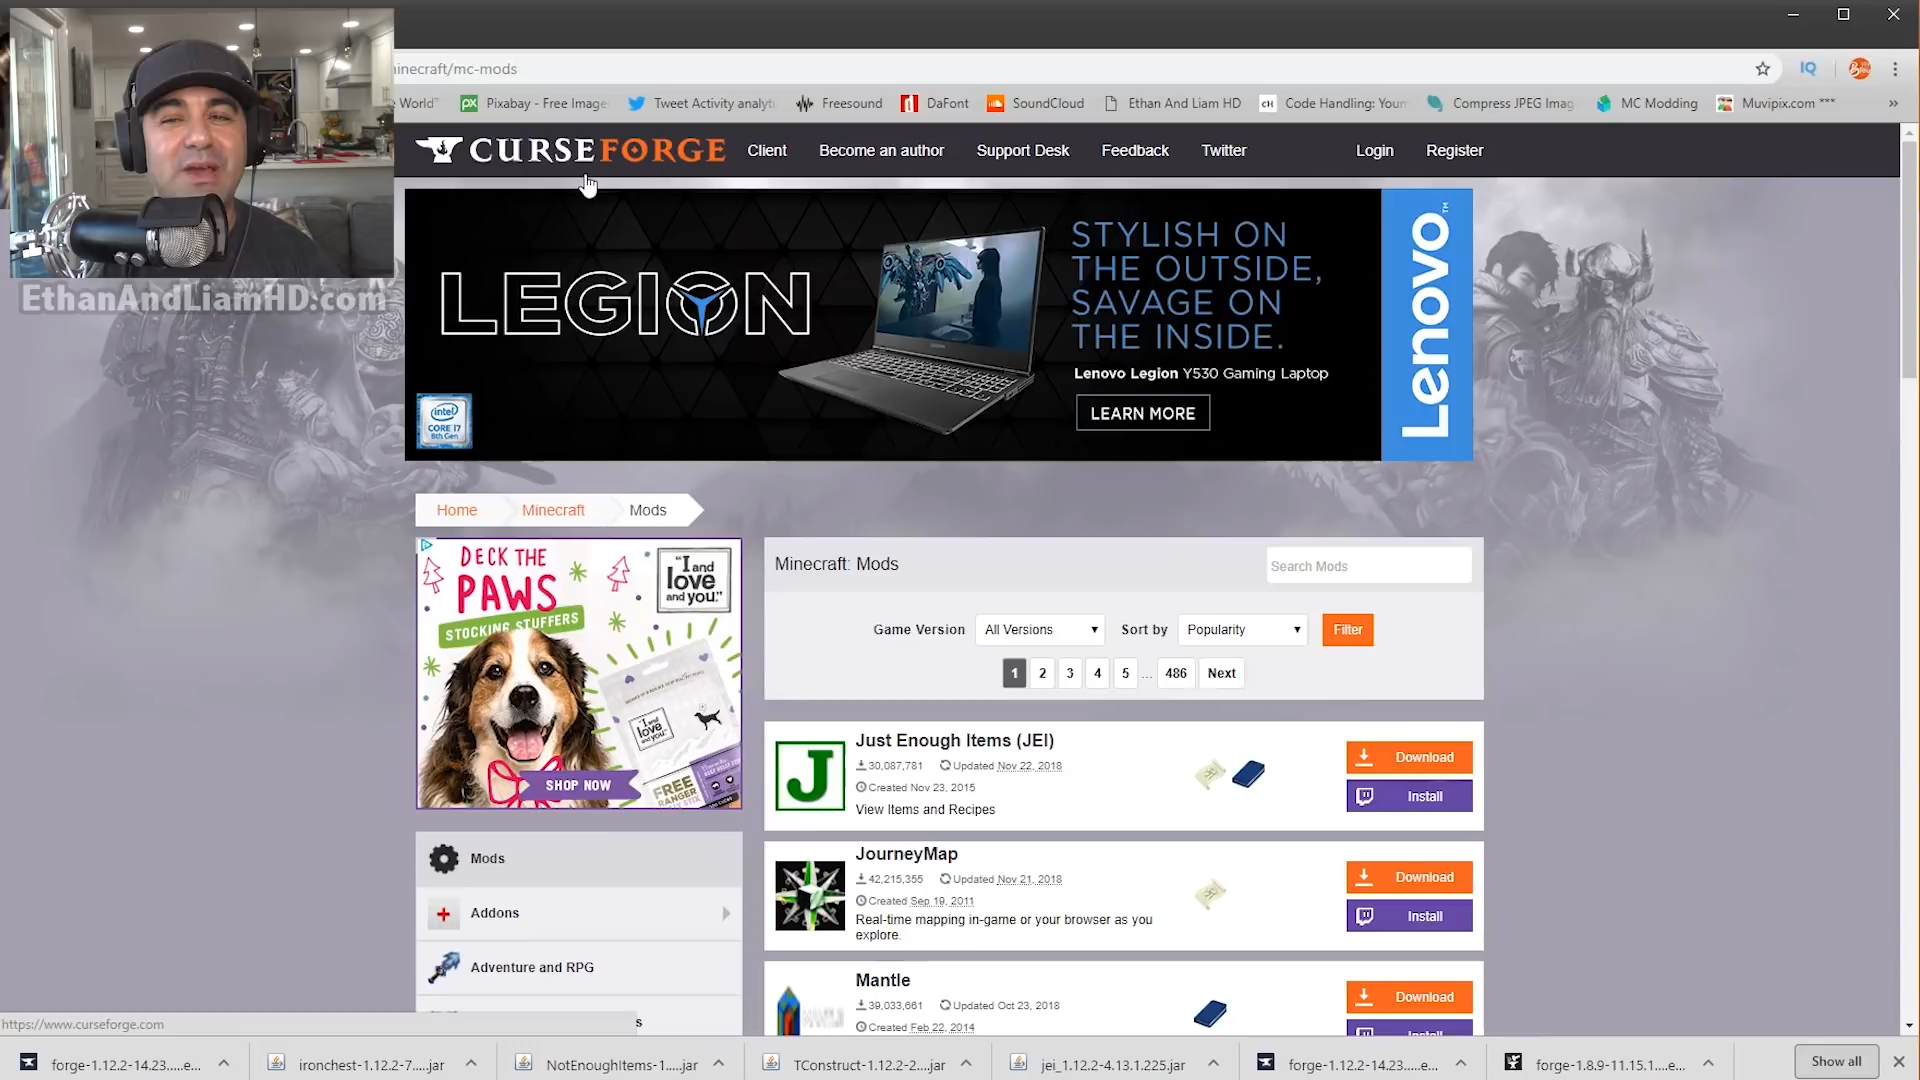 inecraft/mc-mods
IQ
World"
Pixabay - Free Image
Tweet Activity analyt
Freesound
DaFont
SoundCloud
Ethan And Liam HD
CH
Code Handling: Your
Compress JPEG Imag
MC Modding
Muvipix.com ***
»
CURSEFORGE
Client
Become an author
Support Desk
Feedback
Twitter
Login
Register
EthanAndLiamHD.com
LEGION
STYLISH ON
THE OUTSIDE,
SAVAGE ON
THE INSIDE.
Lenovo Legion Y530 Gaming Laptop
LEARN MORE
Lenovo™
intel
CORE i7
8th Gen
Home
Minecraft
Mods
DECK THE
PAWS
STOCKING STUFFERS
"I and
love
and you."
"I and
love
and you."
FREE
RANGER
SHOP NOW
Minecraft: Mods
Search Mods
Game Version
All Versions
Sort by
Popularity
Filter
1 2 3 4 5 ... 486 Next
Just Enough Items (JEI)
30,087,781 Updated Nov 22, 2018
Created Nov 23, 2015
View Items and Recipes
Download
Install
JourneyMap
42,215,355 Updated Nov 21, 2018
Created Sep 19, 2011
Real-time mapping in-game or your browser as you
explore.
Download
Install
Mantle
39,033,661 Updated Oct 23, 2018
Created Feb 22, 2014
Download
Install
Mods
Addons
Adventure and RPG
s
https://www.curseforge.com
forge-1.12.2-14.23.....e...
ironchest-1.12.2-7.....jar
NotEnoughItems-1.....jar
TConstruct-1.12.2-2.....jar
jei_1.12.2-4.13.1.225.jar
forge-1.12.2-14.23.....e...
forge-1.8.9-11.15.1.....e...
Show all